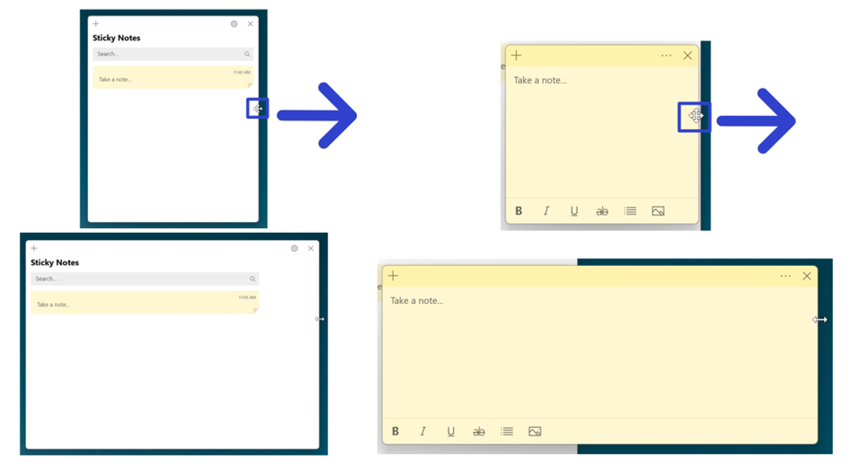 Sticky Notes
Search...
11:45 AM
Take a note...
e
Take a note...
B I U ab
Sticky Notes
Search...
11:45 AM
Take a note...
e
Take a note...
B I U ab